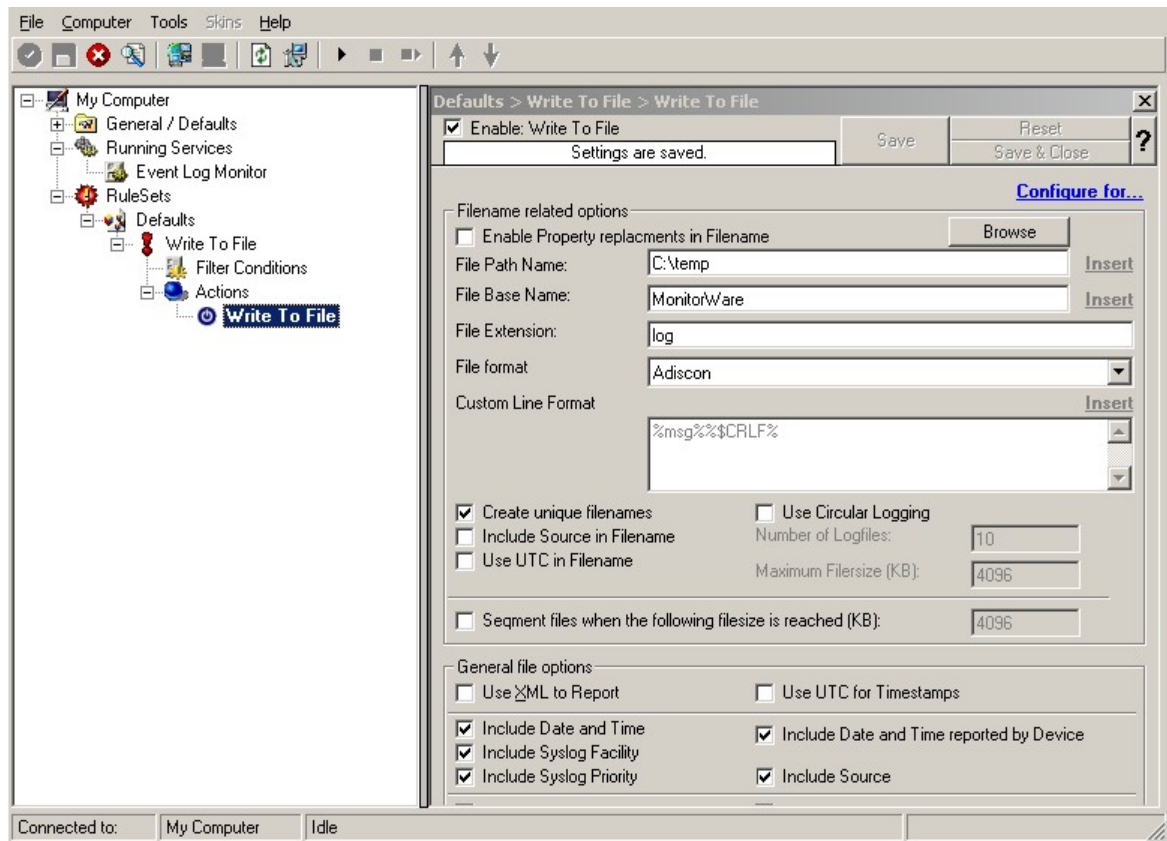 File Computer Tools Skins Help
My Computer
General / Defaults
Running Services
Event Log Monitor
RuleSets
Defaults
Write To File
Filter Conditions
Actions
Write To File
Defaults > Write To File > Write To File
Enable: Write To File
Settings are saved.
Save
Reset
Save & Close
?
Configure for...
Filename related options
Enable Property replacments in Filename
Browse
File Path Name: C:\temp Insert
File Base Name: MonitorWare Insert
File Extension: log
File format Adiscon
Custom Line Format Insert
%msg%%$CRLF%
Create unique filenames Use Circular Logging
Include Source in Filename Number of Logfiles: 10
Use UTC in Filename
Maximum Filersize (KB): 4096
Seqment files when the following filesize is reached (KB): 4096
General file options
Use XML to Report Use UTC for Timestamps
Include Date and Time Include Date and Time reported by Device
Include Syslog Facility
Include Syslog Priority Include Source
Connected to: My Computer Idle